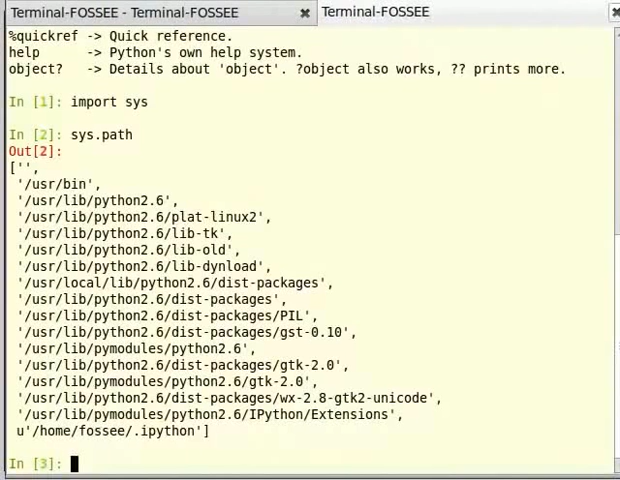 Terminal-FOSSEE - Terminal-FOSSEE
Terminal-FOSSEE
%quickref -> Quick reference.
help      -> Python's own help system.
object?   -> Details about 'object'. ?object also works, ?? prints more.
In [1]: import sys
In [2]: sys.path
Out[2]:
['',
 '/usr/bin',
 '/usr/lib/python2.6',
 '/usr/lib/python2.6/plat-linux2',
 '/usr/lib/python2.6/lib-tk',
 '/usr/lib/python2.6/lib-old',
 '/usr/lib/python2.6/lib-dynload',
 '/usr/local/lib/python2.6/dist-packages',
 '/usr/lib/python2.6/dist-packages',
 '/usr/lib/python2.6/dist-packages/PIL',
 '/usr/lib/python2.6/dist-packages/gst-0.10',
 '/usr/lib/pymodules/python2.6',
 '/usr/lib/python2.6/dist-packages/gtk-2.0',
 '/usr/lib/pymodules/python2.6/gtk-2.0',
 '/usr/lib/python2.6/dist-packages/wx-2.8-gtk2-unicode',
 '/usr/lib/pymodules/python2.6/IPython/Extensions',
 u'/home/fossee/.ipython']
In [3]: